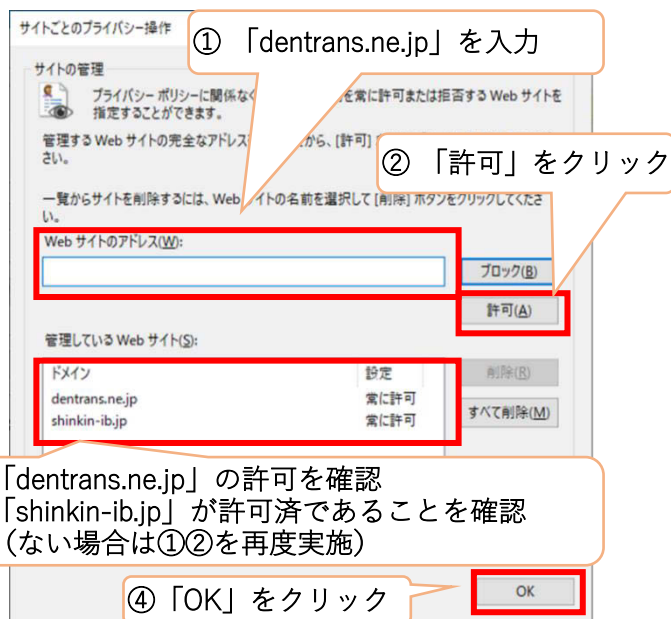 サイトごとのプライバシー操作
① 「dentrans.ne.jp」を入力
サイトの管理
プライバシー ポリシーに関係なく
を常に許可または拒否する Web サイトを
指定することができます。
管理する Web サイトの完全なアドレス
から、[許可]
さい。
② 「許可」をクリック
一覧からサイトを削除するには、Web サイトの名前を選択して [削除] ボタンをクリックしてくださ
い。
Web サイトのアドレス(W):
ブロック(B)
許可(A)
管理している Web サイト(S):
ドメイン 設定
削除(R)
dentrans.ne.jp 常に許可
shinkin-ib.jp 常に許可
すべて削除(M)
「dentrans.ne.jp」の許可を確認
「shinkin-ib.jp」が許可済であることを確認
(ない場合は①②を再度実施)
④「OK」をクリック
OK